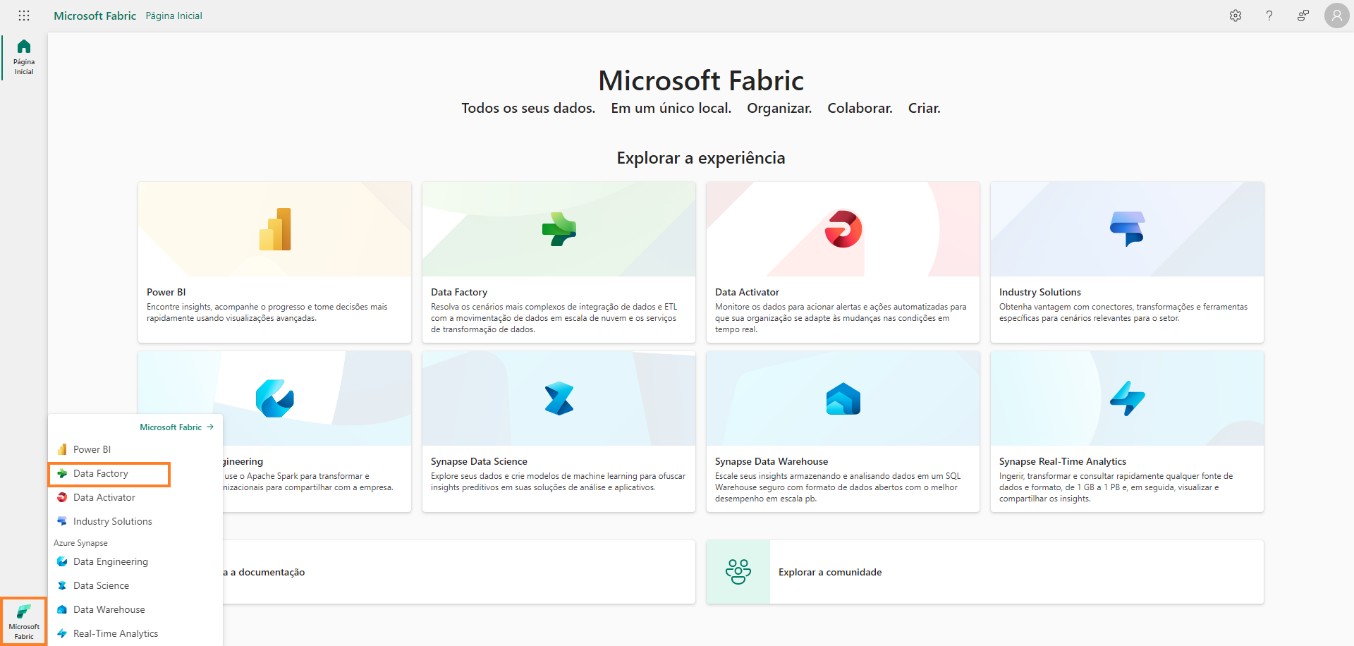 Microsoft Fabric Página Inicial
Página
Inicial
Microsoft Fabric
Todos os seus dados. Em um único local. Organizar. Colaborar. Criar.
Explorar a experiência
Power BI
Encontre insights, acompanhe o progresso e tome decisões mais
rapidamente usando visualizações avançadas.
Data Factory
Resolva os cenários mais complexos de integração de dados e ETL
com a movimentação de dados em escala de nuvem e os serviços
de transformação de dados.
Data Activator
Monitore os dados para acionar alertas e ações automatizadas para
que sua organização se adapte às mudanças nas condições em
tempo real.
Industry Solutions
Obtenha vantagem com conectores, transformações e ferramentas
específicas para cenários relevantes para o setor.
gineering
use o Apache Spark para transformar e
nizacionais para compartilhar com a empresa.
Synapse Data Science
Explore seus dados e crie modelos de machine learning para ofuscar
insights preditivos em suas soluções de análise e aplicativos.
Synapse Data Warehouse
Escale seus insights armazenando e analisando dados em um SQL
Warehouse seguro com formato de dados abertos com o melhor
desempenho em escala pb.
Synapse Real-Time Analytics
Ingerir, transformar e consultar rapidamente qualquer fonte de
dados e formato, de 1 GB a 1 PB e, em seguida, visualizar e
compartilhar os insights.
a a documentação
Explorar a comunidade
Microsoft Fabric →
Power BI
Data Factory
Data Activator
Industry Solutions
Azure Synapse
Data Engineering
Data Science
Data Warehouse
Real-Time Analytics
Microsoft
Fabric